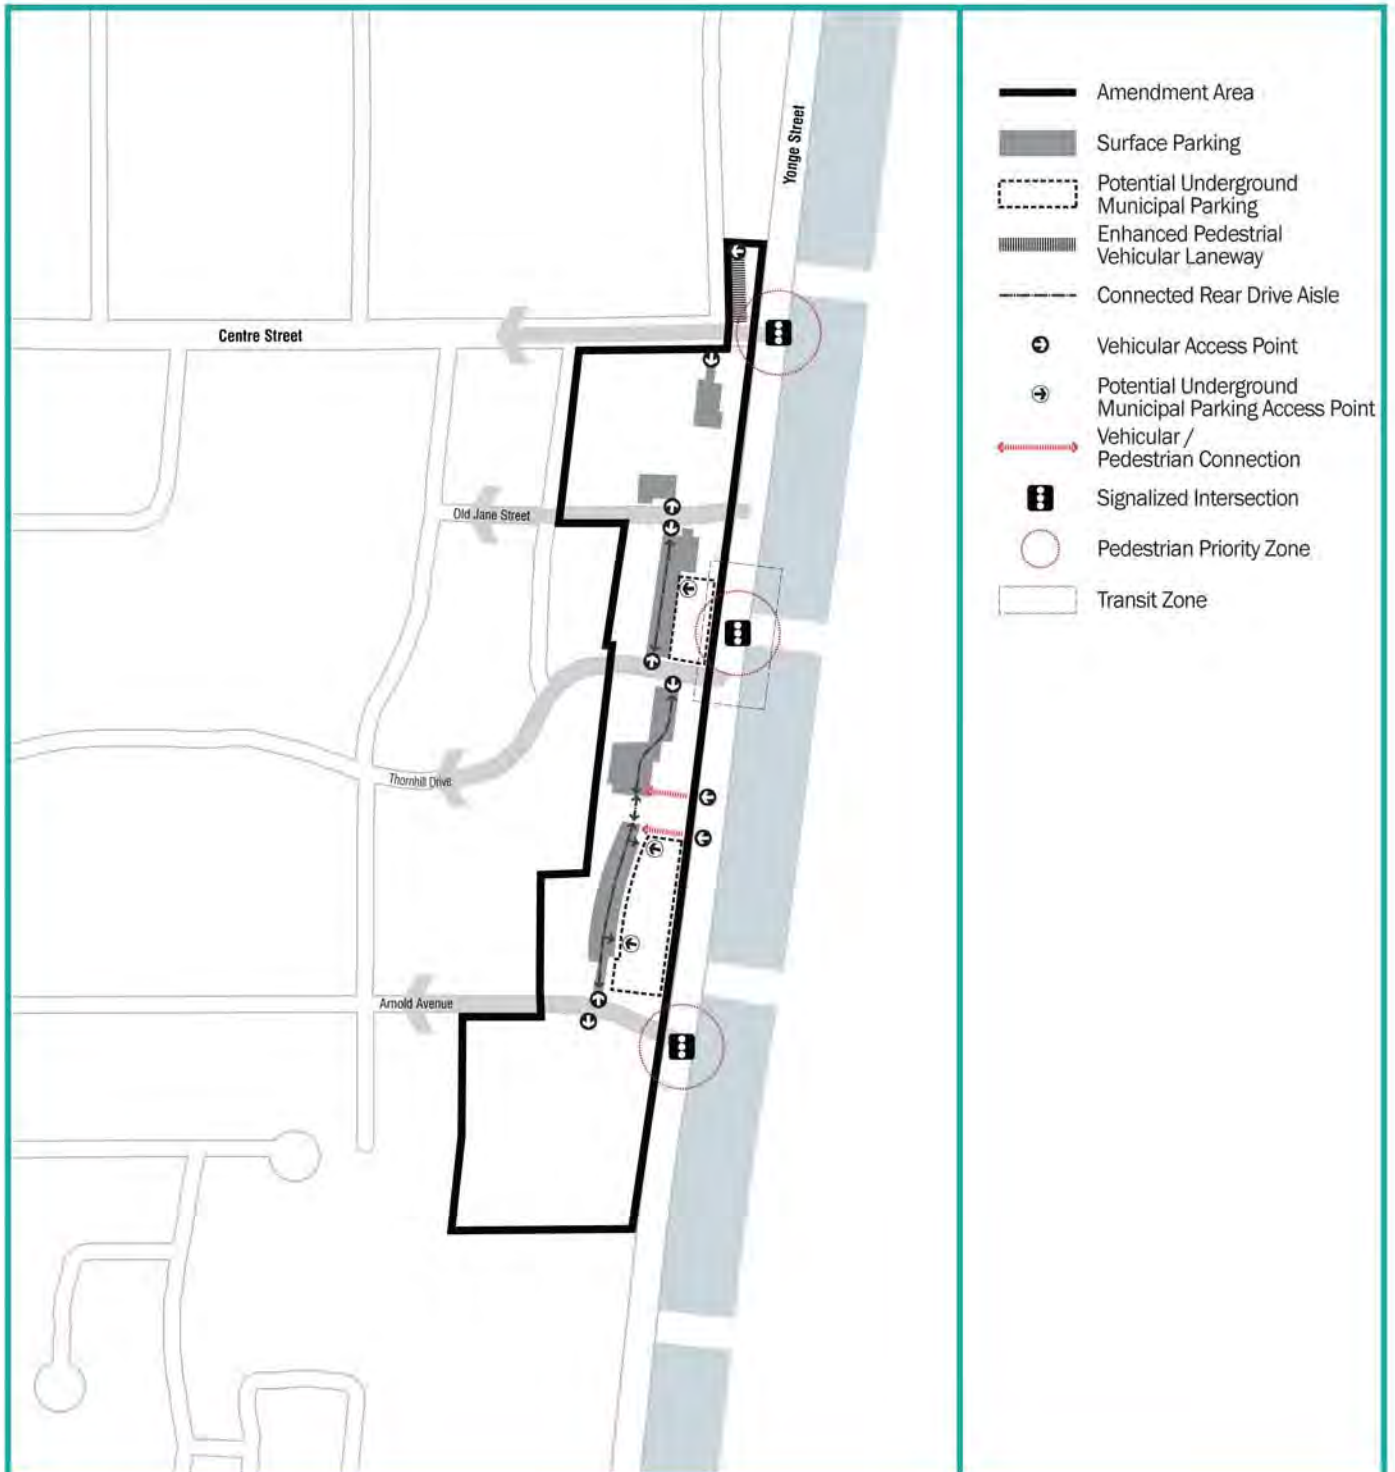 Yonge Street
Centre Street
Old Jane Street
Thornhill Drive
Arnold Avenue
Amendment Area
Surface Parking
Potential Underground
Municipal Parking
Enhanced Pedestrial
Vehicular Laneway
Connected Rear Drive Aisle
Vehicular Access Point
Potential Underground
Municipal Parking Access Point
Vehicular /
Pedestrian Connection
Signalized Intersection
Pedestrian Priority Zone
Transit Zone